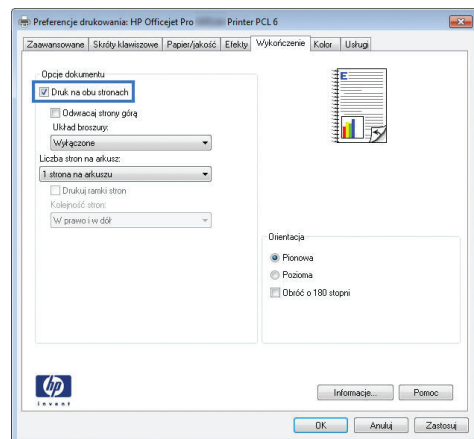 Preferencje drukowania: HP Officejet Pro Printer PCL 6
Zaawansowane Skróty klawiszowe Papier/jakość Efekty Wykończenie Kolor Usługi
Opcje dokumentu
Druk na obu stronach
Odwracaj strony górą
Układ broszury:
Wyłączone
Liczba stron na arkusz:
1 strona na arkuszu
Drukuj ramki stron
Kolejność stron:
W prawo i w dół
E
Orientacja
Pionowa
Pozioma
Obróć o 180 stopni
hp
invent
Informacje... Pomoc
OK Anuluj Zastosuj